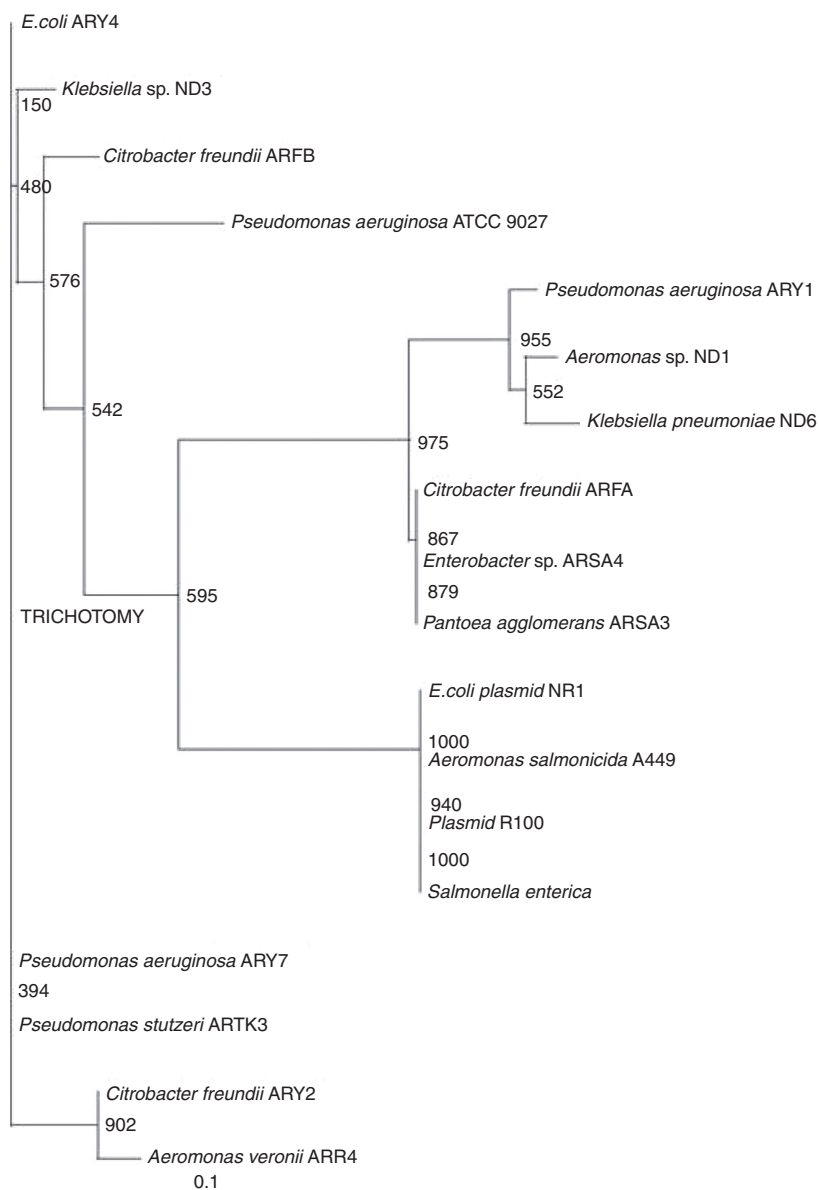 E.coli ARY4
Klebsiella sp. ND3
150
Citrobacter freundii ARFB
480
Pseudomonas aeruginosa ATCC 9027
576
Pseudomonas aeruginosa ARY1
955
Aeromonas sp. ND1
552
542
Klebsiella pneumoniae ND6
975
Citrobacter freundii ARFA
867
Enterobacter sp. ARSA4
879
595
TRICHOTOMY
Pantoea agglomerans ARSA3
E.coli plasmid NR1
1000
Aeromonas salmonicida A449
940
Plasmid R100
1000
Salmonella enterica
Pseudomonas aeruginosa ARY7
394
Pseudomonas stutzeri ARTK3
Citrobacter freundii ARY2
902
Aeromonas veronii ARR4
0.1